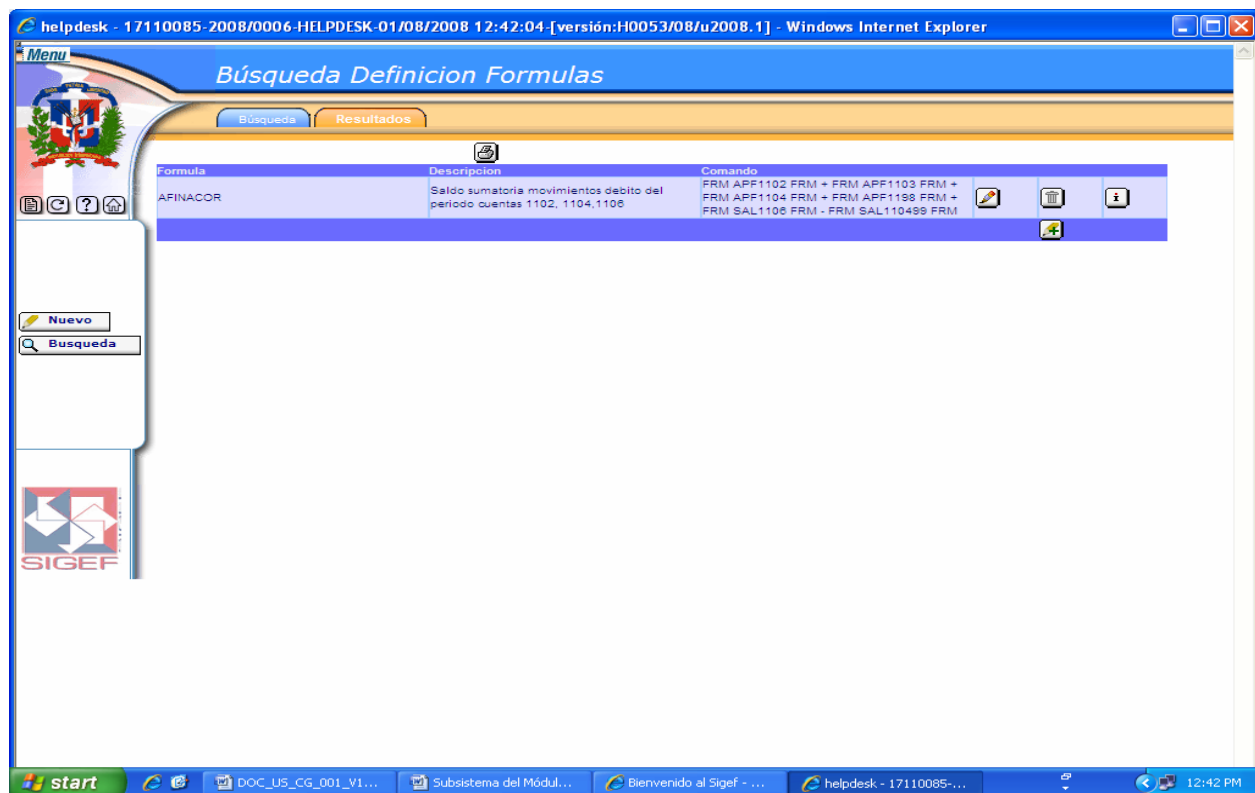 helpdesk - 17110085-2008/0006-HELPDESK-01/08/2008 12:42:04-[versión:H0053/08/u2008.1] - Windows Internet Explorer
Menu
Búsqueda Definicion Formulas
Búsqueda Resultados
Formula Descripcion Comando
AFINACOR
Saldo sumatoria movimientos debito del
periodo cuentas 1102, 1104,1106
FRM APF1102 FRM + FRM APF1103 FRM +
FRM APF1104 FRM + FRM APF1198 FRM +
FRM SAL1106 FRM - FRM SAL110499 FRM
Nuevo
Busqueda
SIGEF
start DOC_US_CG_001_V1... Subsistema del Módul... Bienvenido al Sigef - ... helpdesk - 17110085-... 12:42 PM